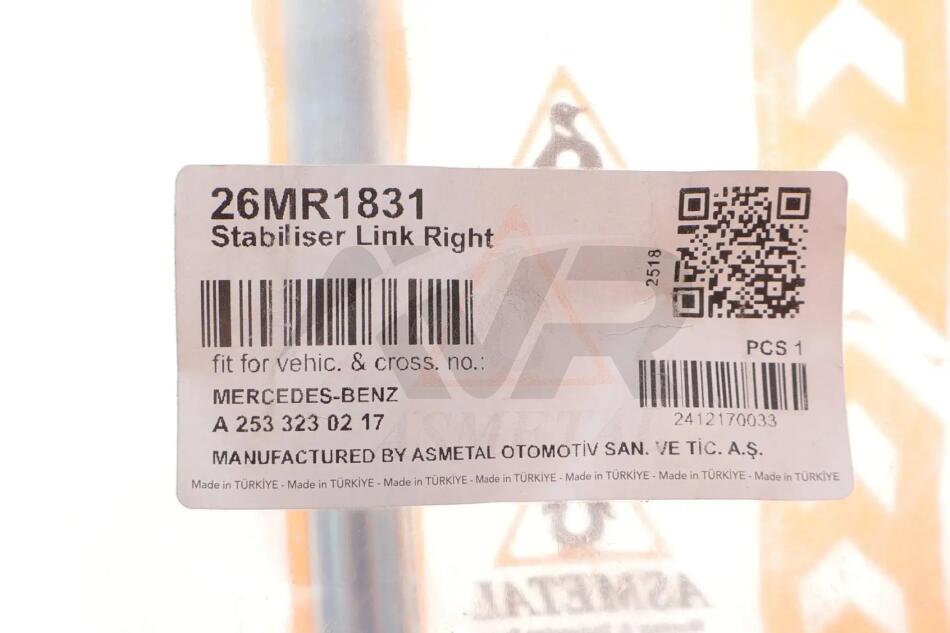 26MR1831
Stabiliser Link Right
2518
fit for vehic. & cross. no.:
PCS 1
MERCEDES-BENZ
A 253 323 02 17
2412170033
MANUFACTURED BY ASMETAL OTOMOTİV SAN. VE TİC. A.Ş.
Made in TÜRKİYE - Made in TÜRKİYE - Made in TÜRKİYE - Made in TÜRKİYE - Made in TÜRKİYE - Made in TÜRKİYE - Made in TÜRKİYE
ASMETAL
ASMETAL